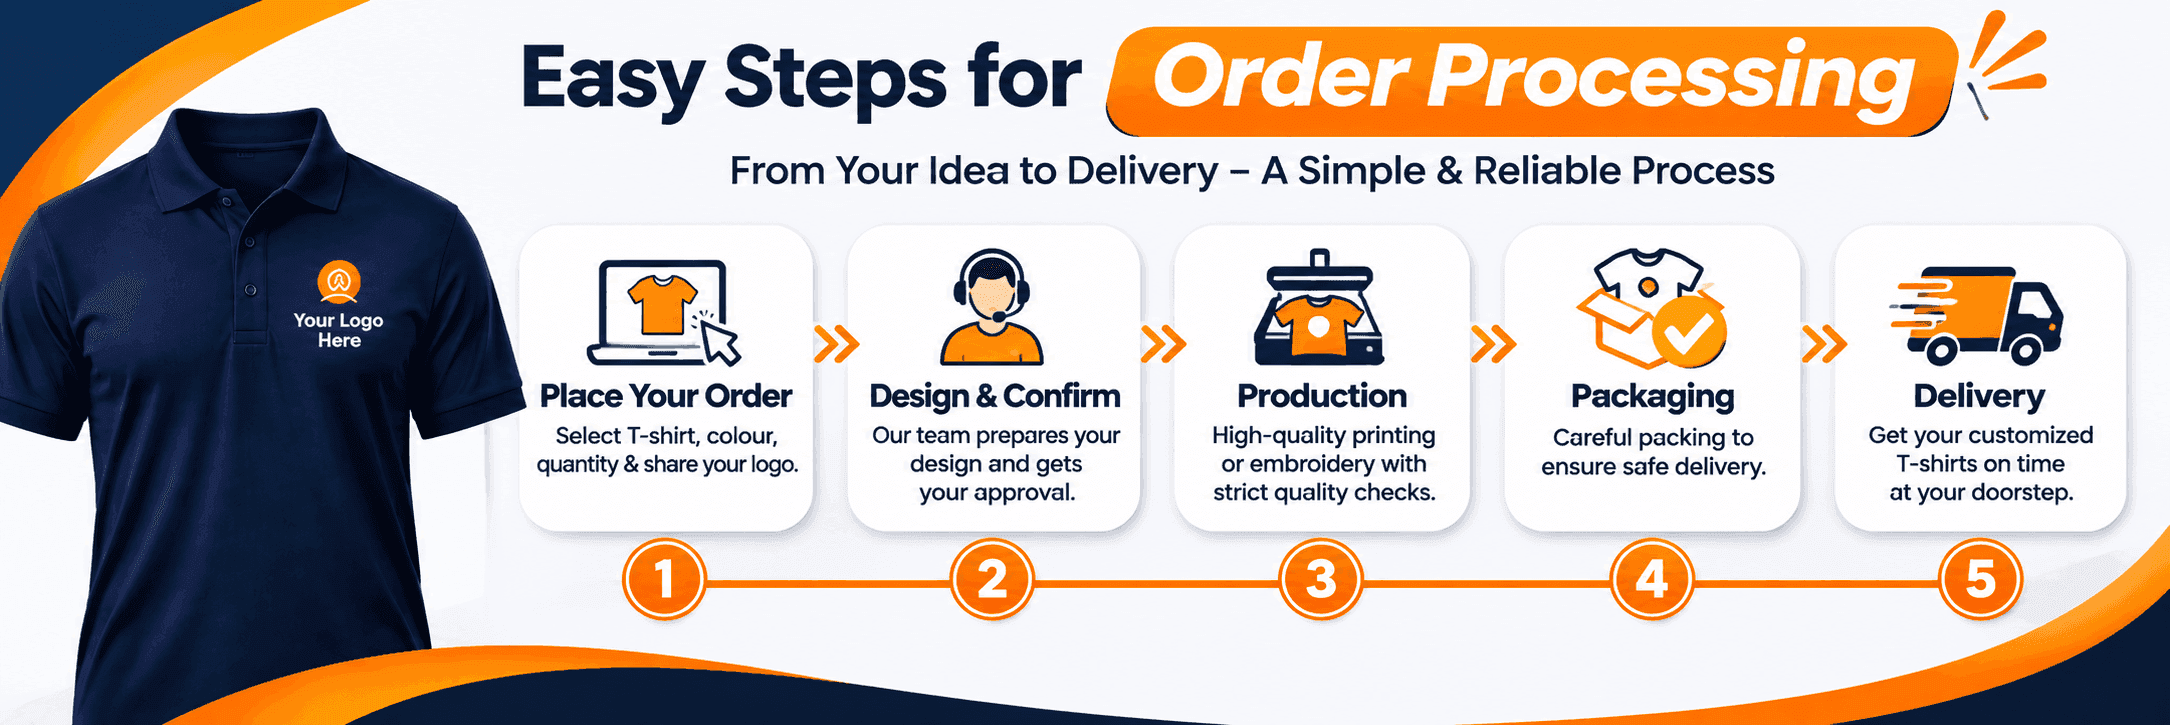 Easy Steps for Order Processing
From Your Idea to Delivery – A Simple & Reliable Process
Your Logo
Here
Place Your Order
Select T-shirt, colour,
quantity & share your logo.
Design & Confirm
Our team prepares your
design and gets
your approval.
Production
High-quality printing
or embroidery with
strict quality checks.
Packaging
Careful packing to
ensure safe delivery.
Delivery
Get your customized
T-shirts on time
at your doorstep.
1
2
3
4
5